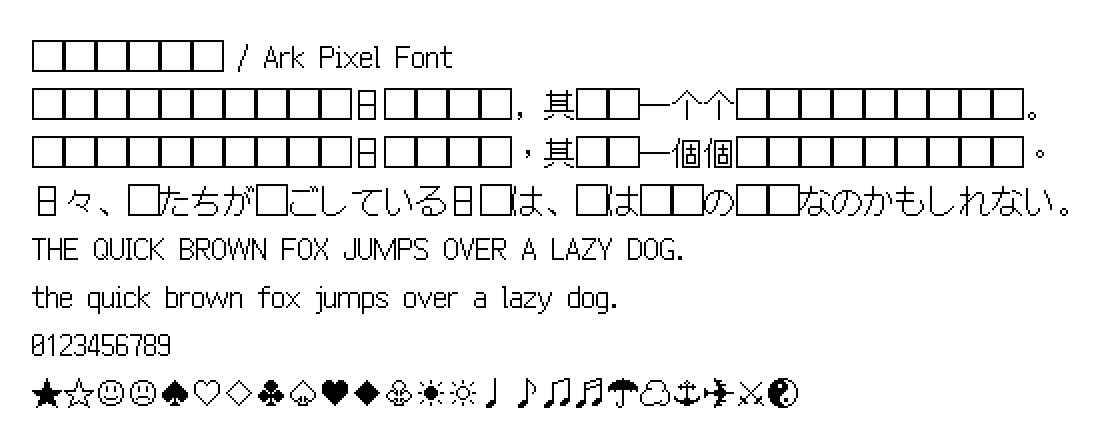 □□□□□□ / Ark Pixel Font
□□□□□□□□□□日□□□□，其□□一个个□□□□□□□□□。
□□□□□□□□□□日□□□□，其□□一個個□□□□□□□□□。
日々、□たちが□ごしている日□は、□は□□の□□なのかもしれない。
THE QUICK BROWN FOX JUMPS OVER A LAZY DOG.
the quick brown fox jumps over a lazy dog.
0123456789
★☆☺☹♠♡♢♣♤♥♦♧☀☼♩♪♫♬☂☁⚓✈⚔☯